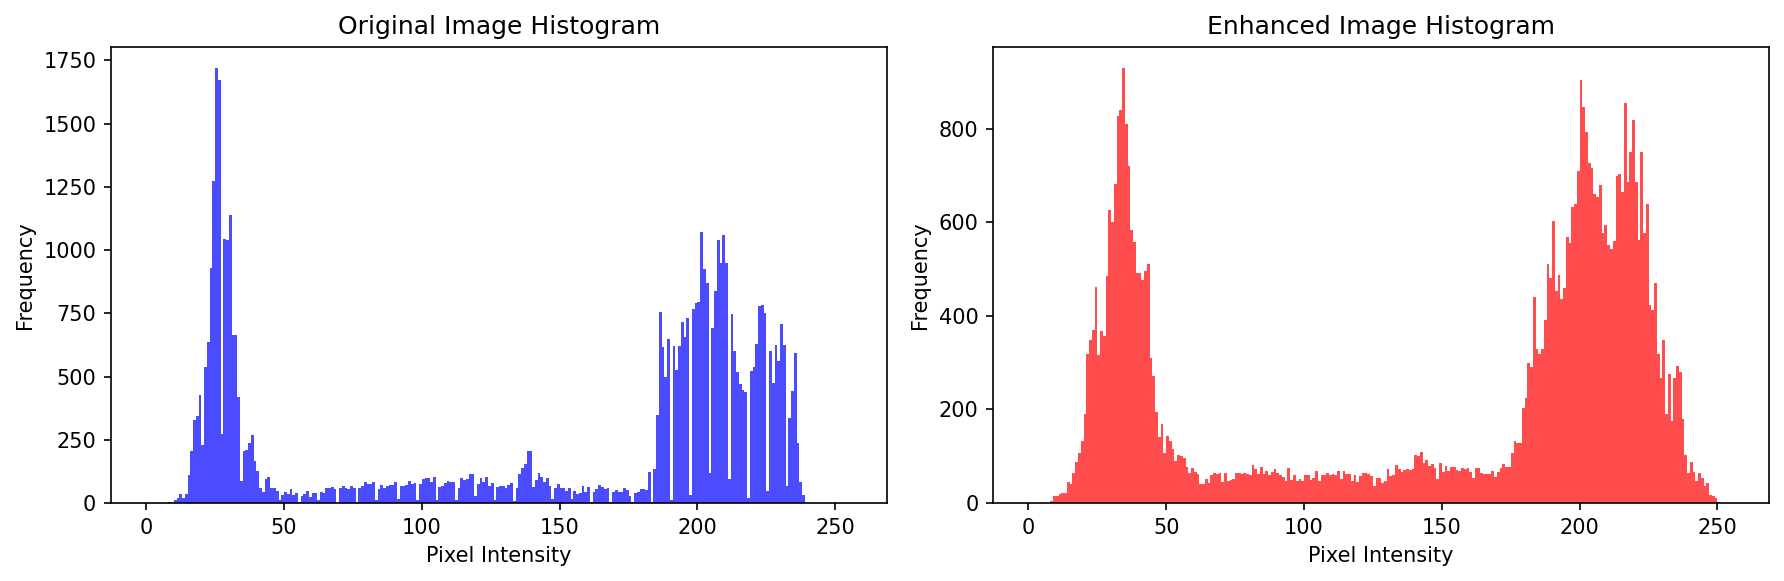 Original Image Histogram
Frequency
1750
1500
1250
1000
750
500
250
0
0 50 100 150 200 250
Pixel Intensity
Enhanced Image Histogram
Frequency
800
600
400
200
0
0 50 100 150 200 250
Pixel Intensity